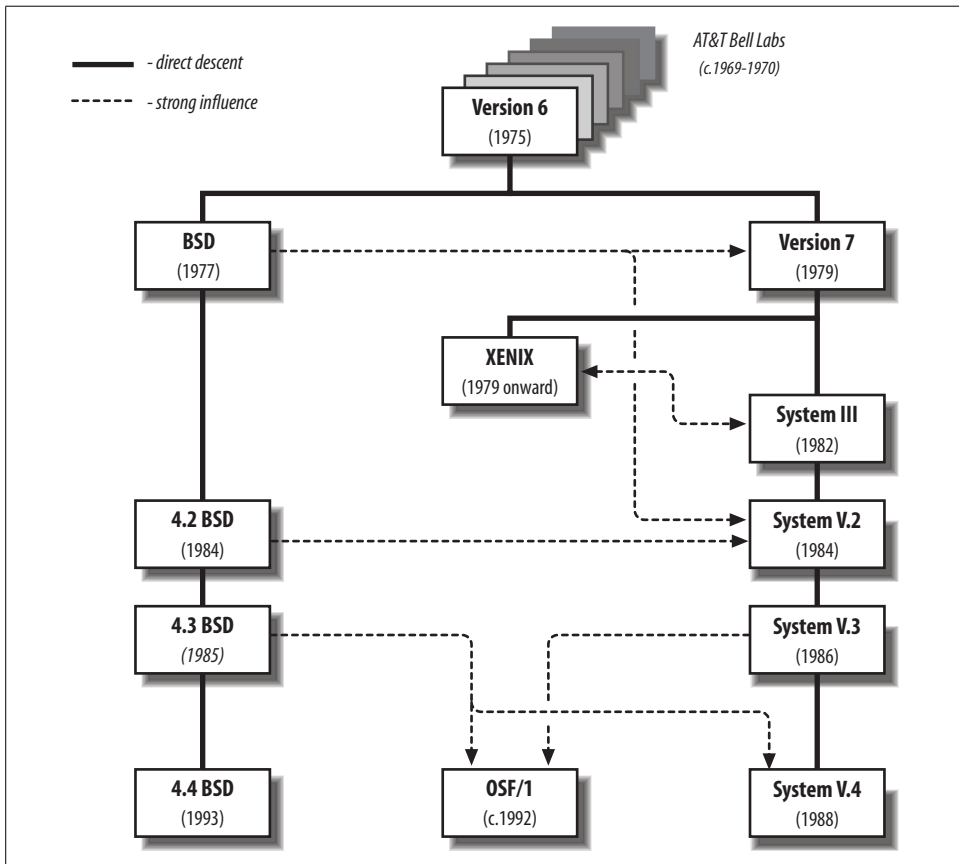 AT&T Bell Labs
(c.1969-1970)
- direct descent
- strong influence
Version 6
(1975)
BSD
(1977)
Version 7
(1979)
XENIX
(1979 onward)
System III
(1982)
4.2 BSD
(1984)
System V.2
(1984)
4.3 BSD
(1985)
System V.3
(1986)
4.4 BSD
(1993)
OSF/1
(c.1992)
System V.4
(1988)